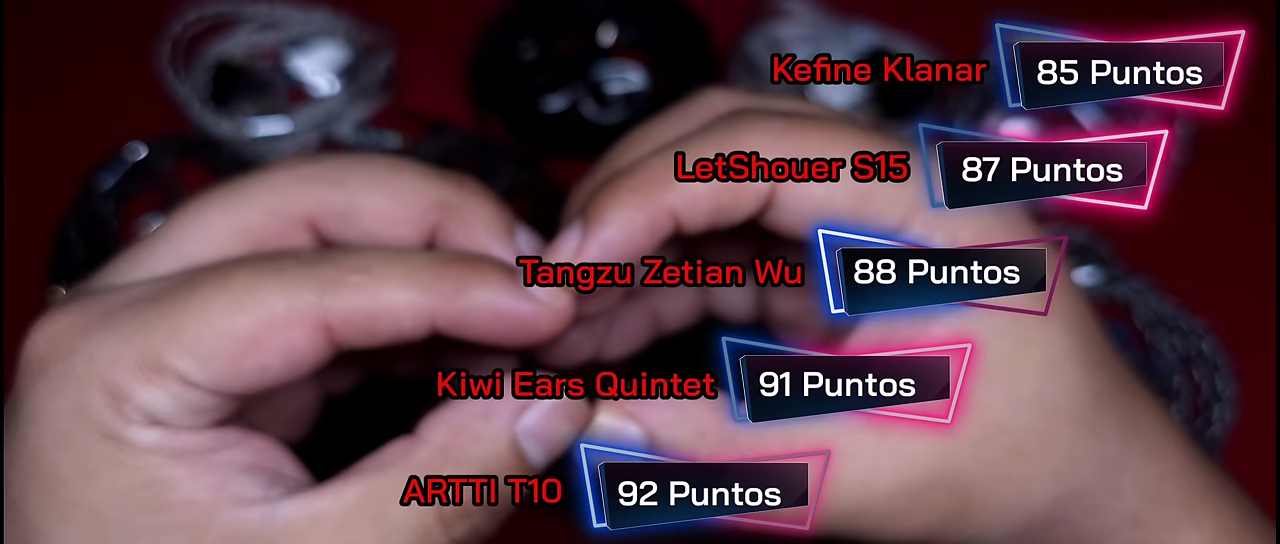 Kefine Klanar 85 Puntos
LetShouer S15 87 Puntos
Tangzu Zetian Wu 88 Puntos
Kiwi Ears Quintet 91 Puntos
ARTTI T10 92 Puntos